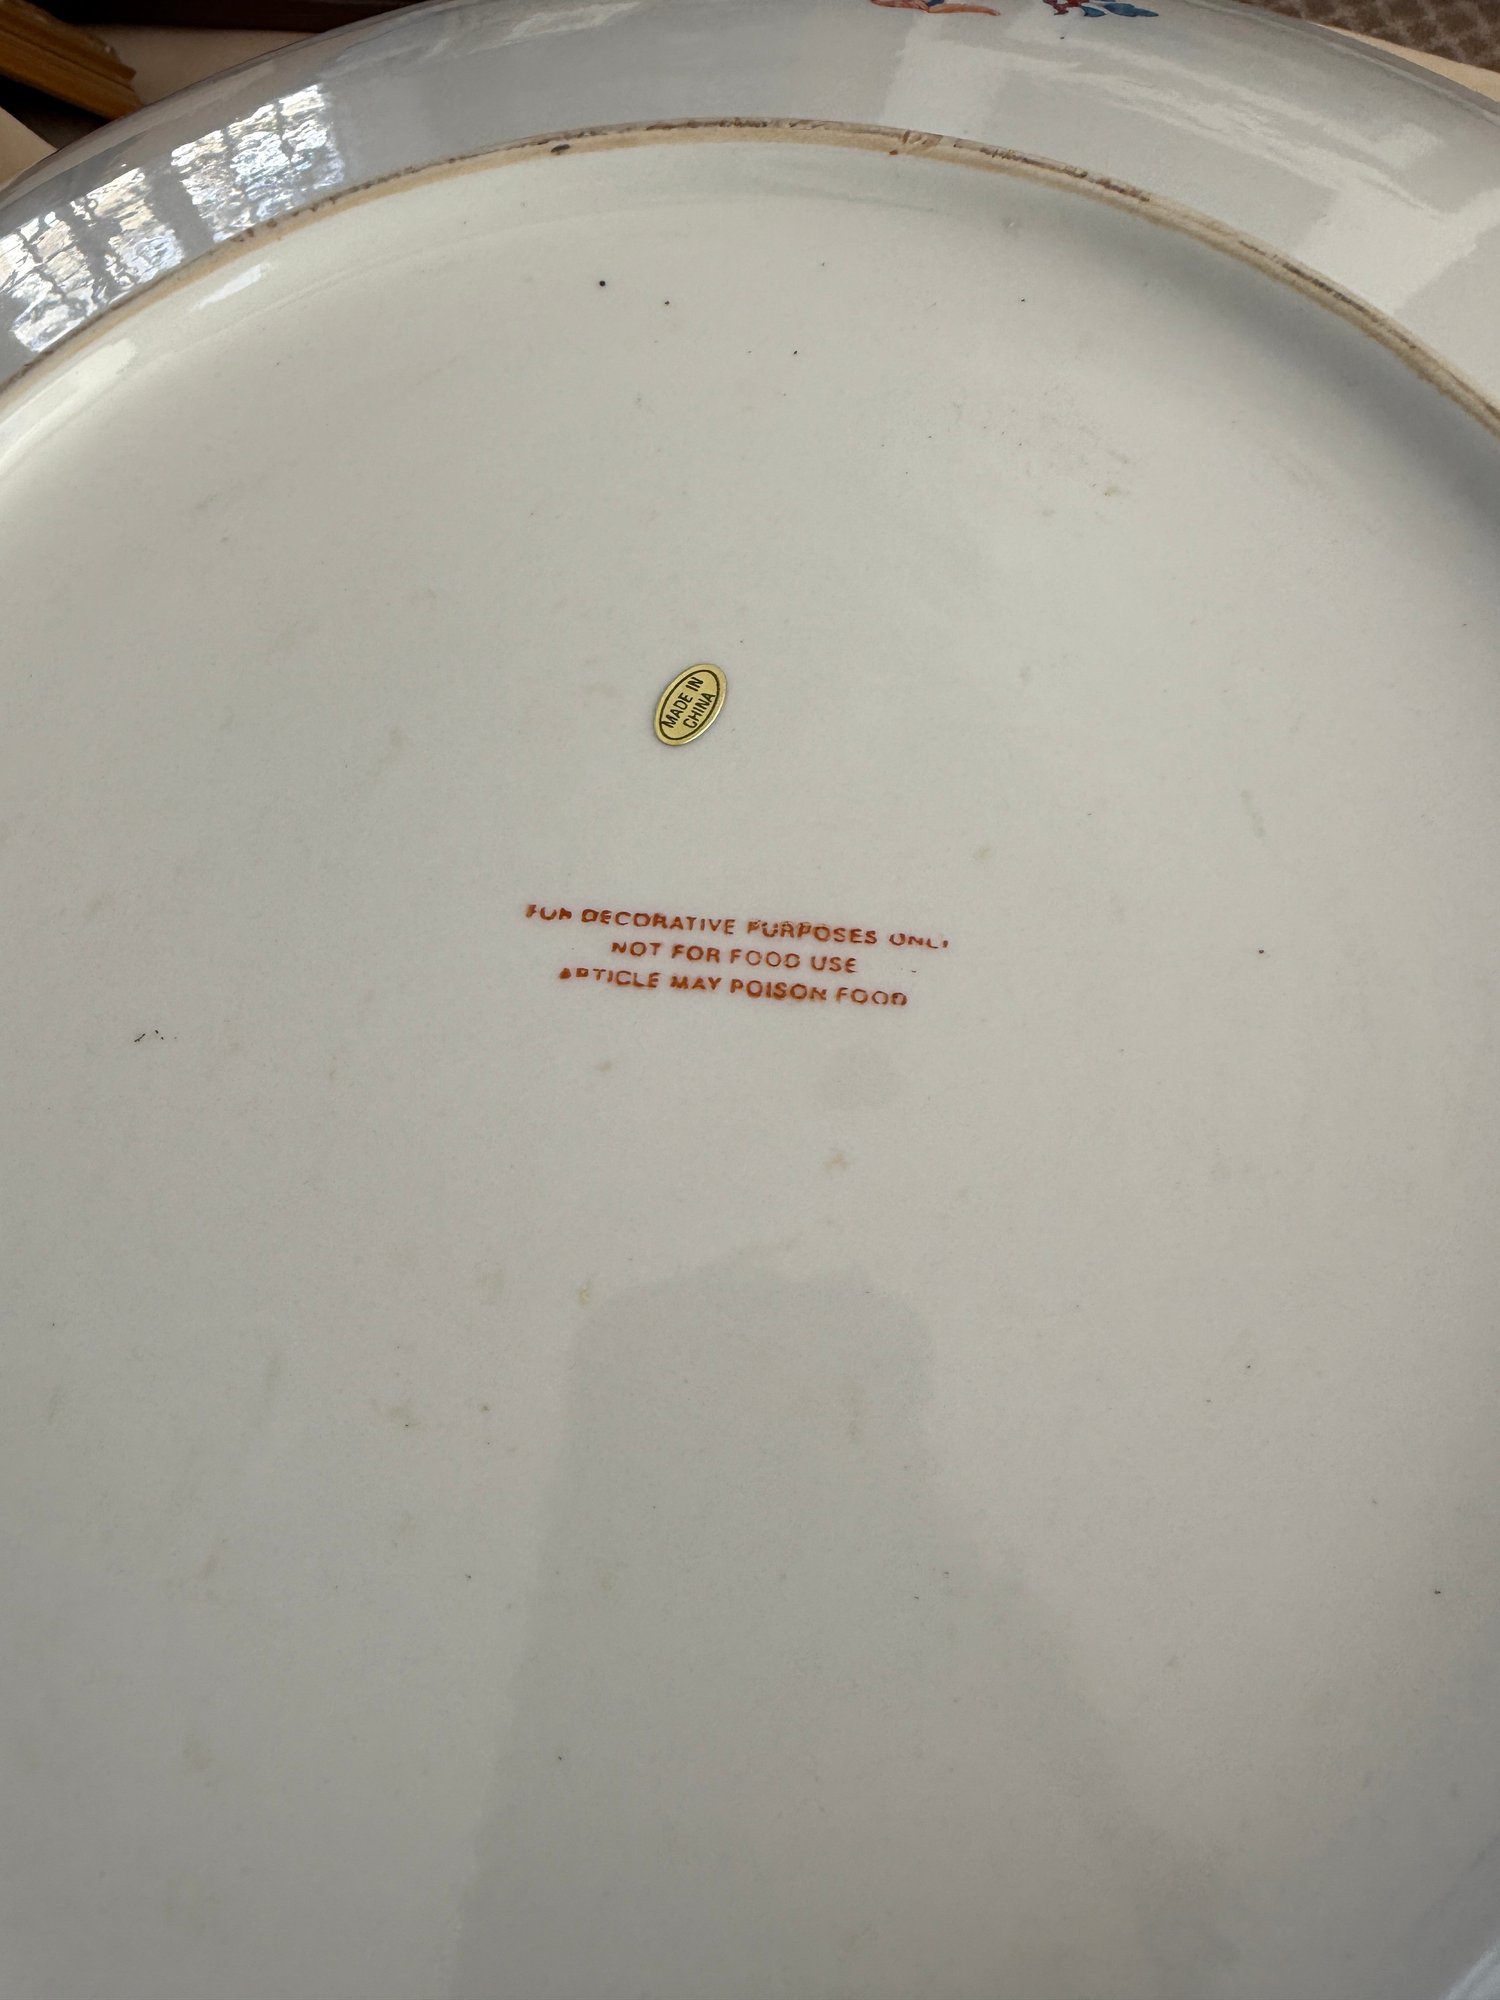 MADE IN
CHINA
FOR DECORATIVE PURPOSES ONLY
NOT FOR FOOD USE
ARTICLE MAY POISON FOOD